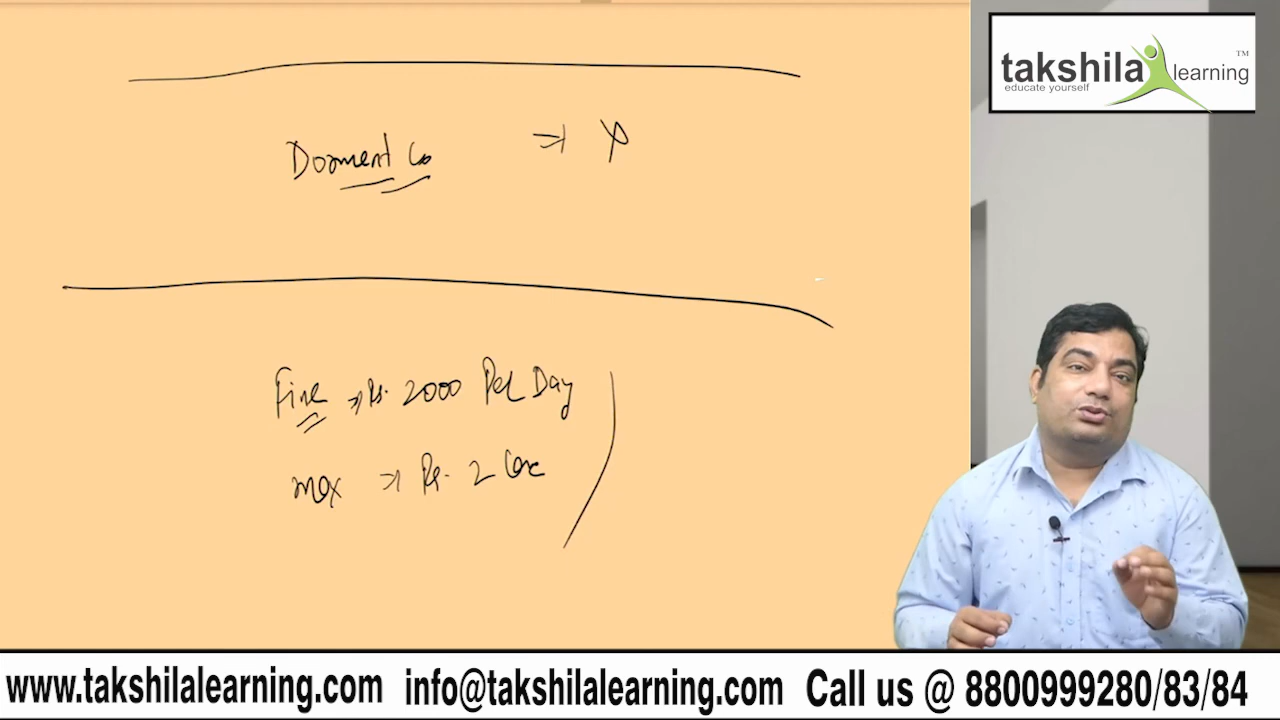 takshila learning TM
educate yourself
Dorment Co ⇒ X
Fine ⇒ Rs. 2000 Per Day
max ⇒ Rs. 2 Lac
www.takshilalearning.com info@takshilalearning.com Call us @ 8800999280/83/84